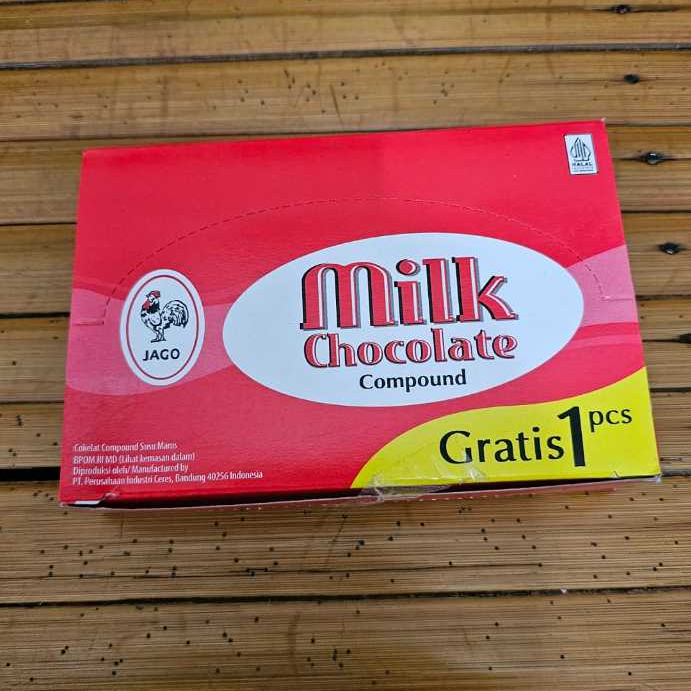 HALAL
Milk
Chocolate
Compound
JAGO
Gratis 1 pcs
Cokelat Compound Susu Manis
BPOM RI MD (Lihat kemasan dalam)
Diproduksi oleh/ Manufactured by
PT. Perusahaan Industri Ceres, Bandung 40256 Indonesia